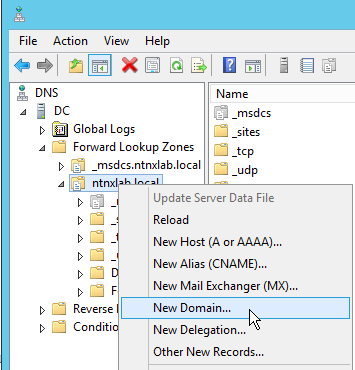 File Action View Help
DNS
DC
Global Logs
Forward Lookup Zones
_msdcs.ntnxlab.local
ntnxlab.local
Reverse
Conditio
Name
_msdcs
_sites
_tcp
_udp
Update Server Data File
Reload
New Host (A or AAAA)...
New Alias (CNAME)...
New Mail Exchanger (MX)...
New Domain...
New Delegation...
Other New Records...